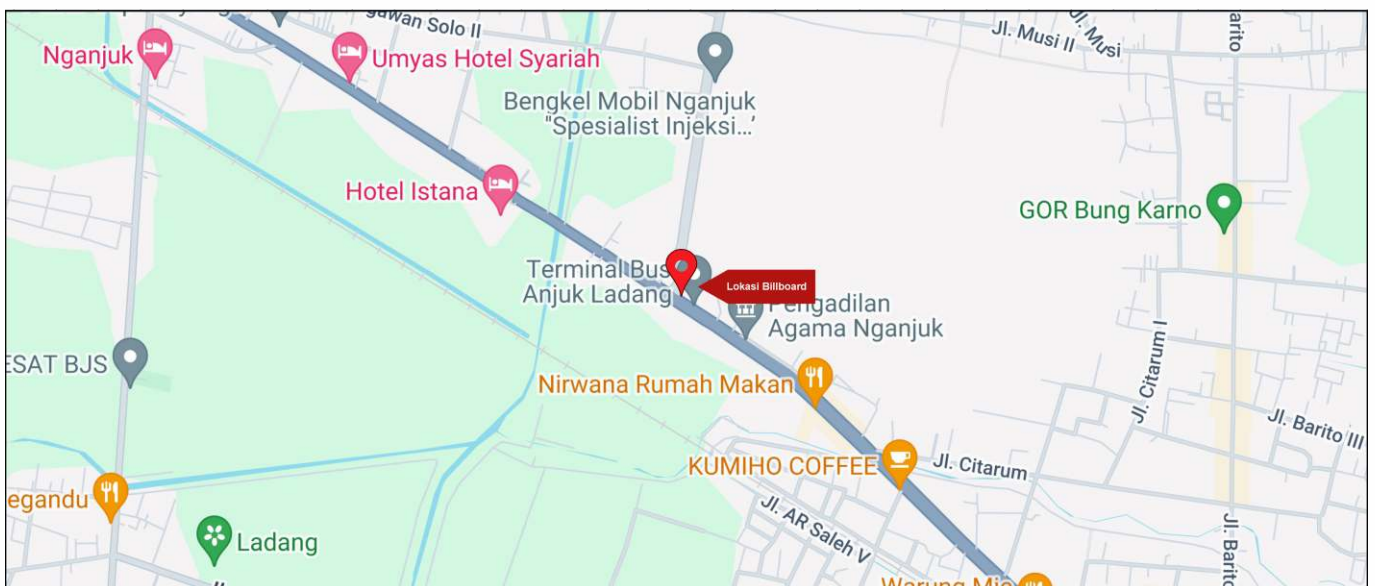 gawan Solo II
Jl. Musi II
Jl. Musi
arito
Nganjuk
Umyas Hotel Syariah
Bengkel Mobil Nganjuk
"Spesialist Injeksi...'
Hotel Istana
GOR Bung Karno
Terminal Bus
Anjuk Ladang
Lokasi Billboard
Pengadilan
Agama Nganjuk
ESAT BJS
Jl. Citarum I
Nirwana Rumah Makan
Jl. Barito III
KUMIHO COFFEE
Jl. Citarum
egandu
Jl. AR Saleh V
Ladang
Jl. Barito
Warung Mie